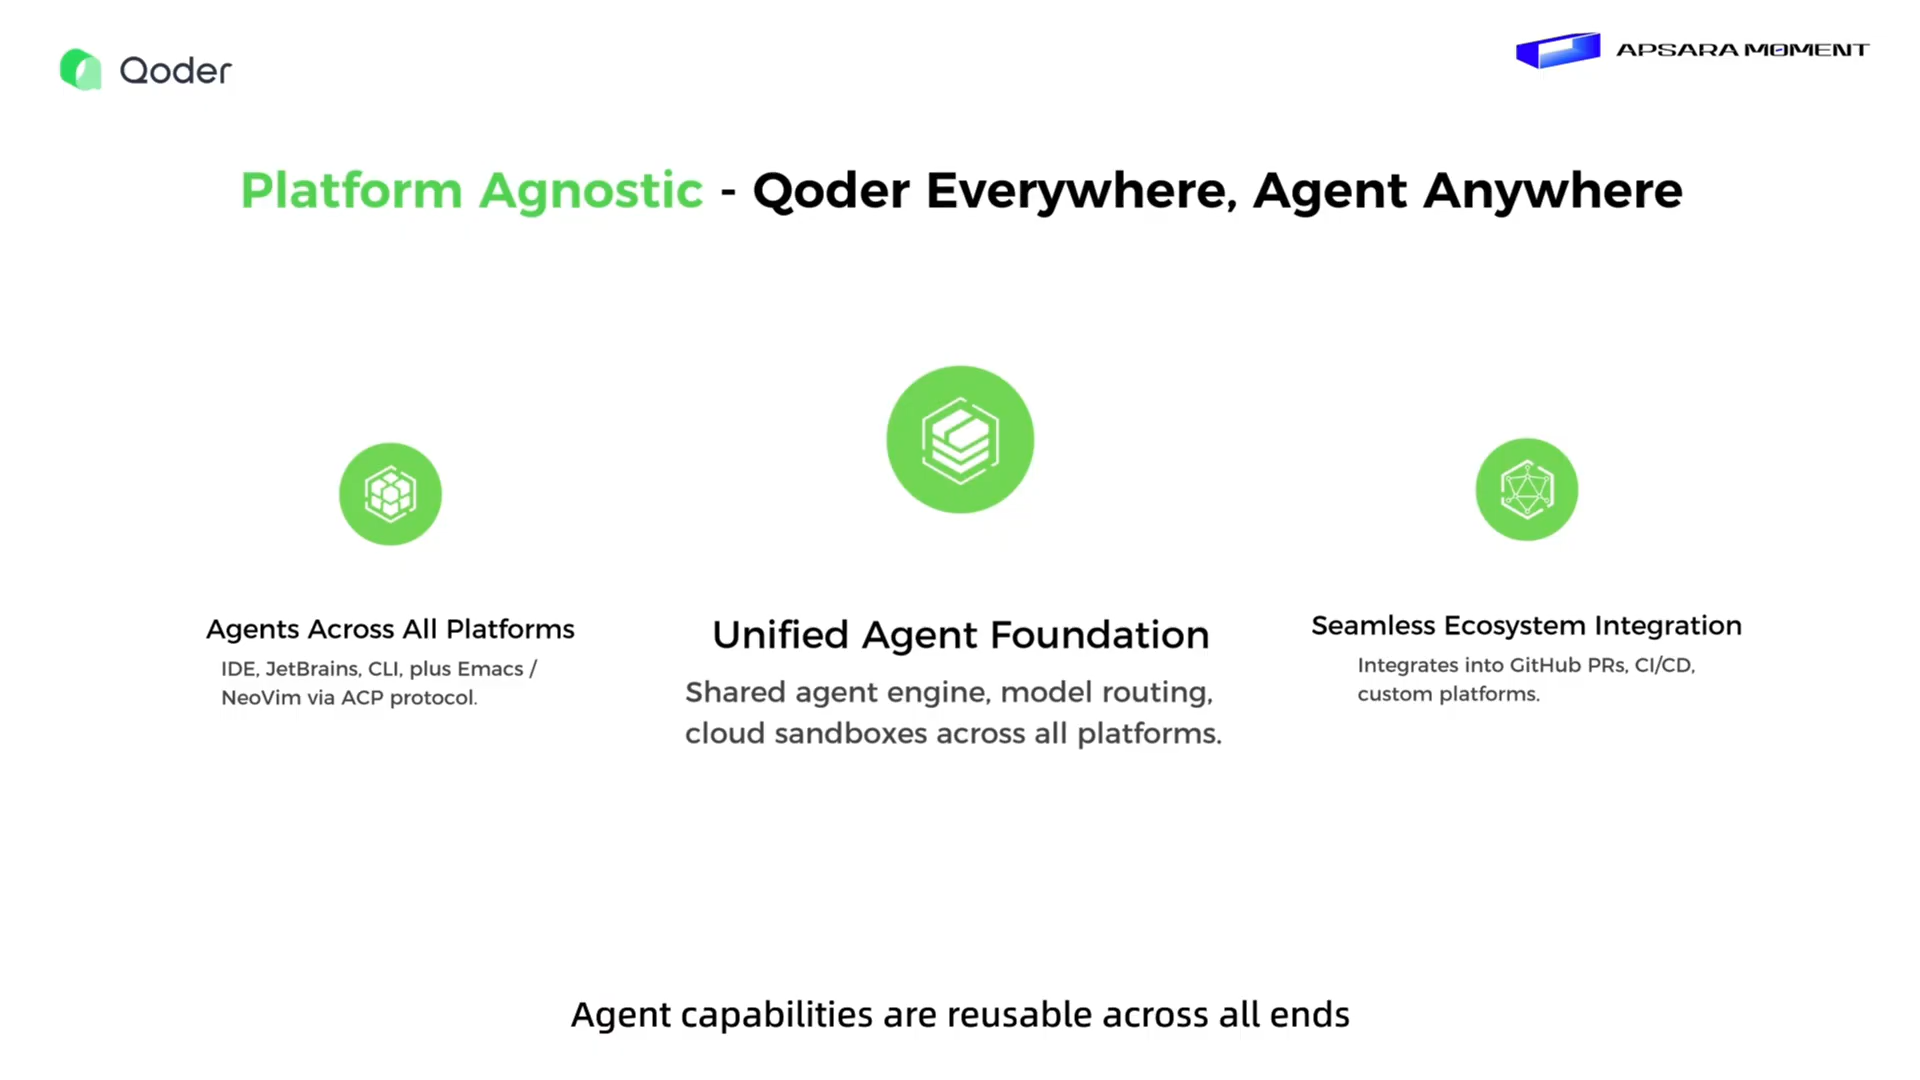 Qoder
APSARA MOMENT
Platform Agnostic - Qoder Everywhere, Agent Anywhere
Agents Across All Platforms
IDE, JetBrains, CLI, plus Emacs /
NeoVim via ACP protocol.
Unified Agent Foundation
Shared agent engine, model routing,
cloud sandboxes across all platforms.
Seamless Ecosystem Integration
Integrates into GitHub PRs, CI/CD,
custom platforms.
Agent capabilities are reusable across all ends